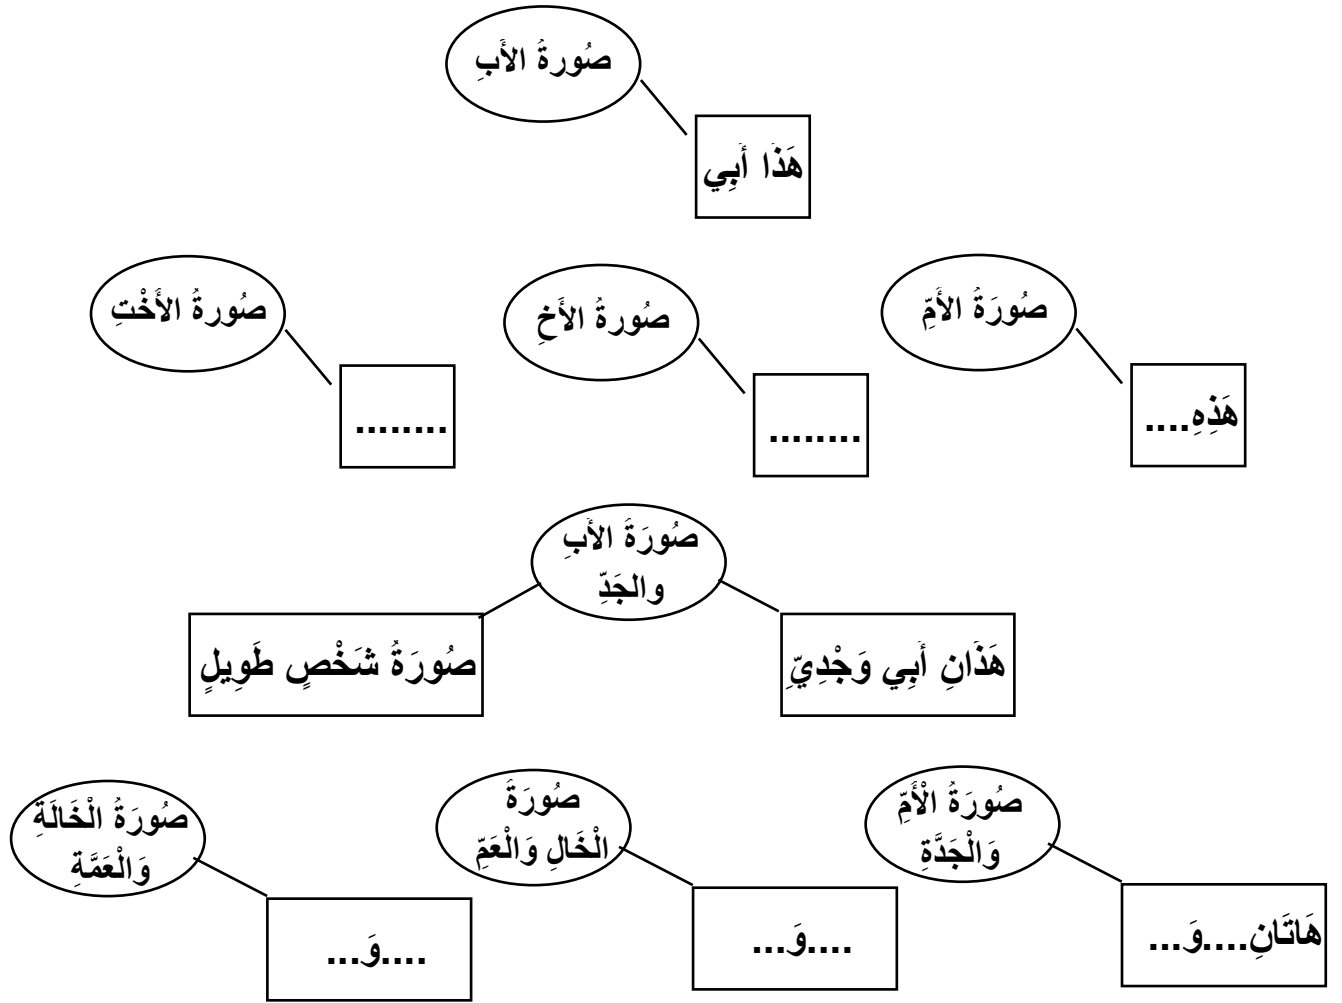 صُورةُ الأَبِ
هَذَا أَبِي
صُورَةُ الأُمِّ
هَذِهِ....
صُورةُ الأَخِ
........
صُورةُ الأُخْتِ
........
صُورَةُ الأَبِ
والجَدِّ
هَذَانِ أَبِي وَجْدِيِّ
صُورَةُ شَخْصٍ طَوِيلٍ
صُورَةُ الْأُمِّ
وَالْجَدَّةِ
هَاتَانِ....وَ...
صُورَةُ
الْخَالِ وَالْعَمِّ
....وَ...
صُورَةُ الْخَالَةِ
وَالْعَمَّةِ
....وَ...